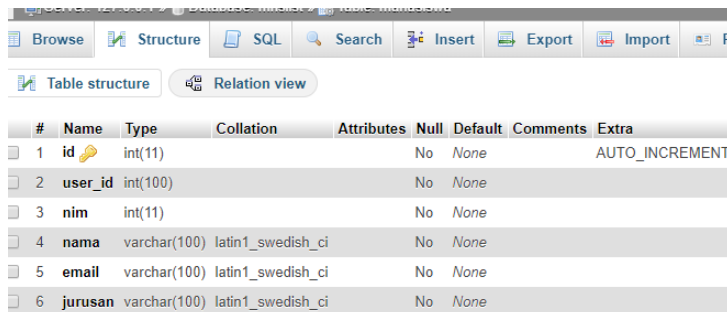 Browse Structure SQL Search Insert Export Import
Table structure Relation view
# Name Type Collation Attributes Null Default Comments Extra
1 id int(11) No None AUTO_INCREMENT
2 user_id int(100) No None
3 nim int(11) No None
4 nama varchar(100) latin1_swedish_ci No None
5 email varchar(100) latin1_swedish_ci No None
6 jurusan varchar(100) latin1_swedish_ci No None